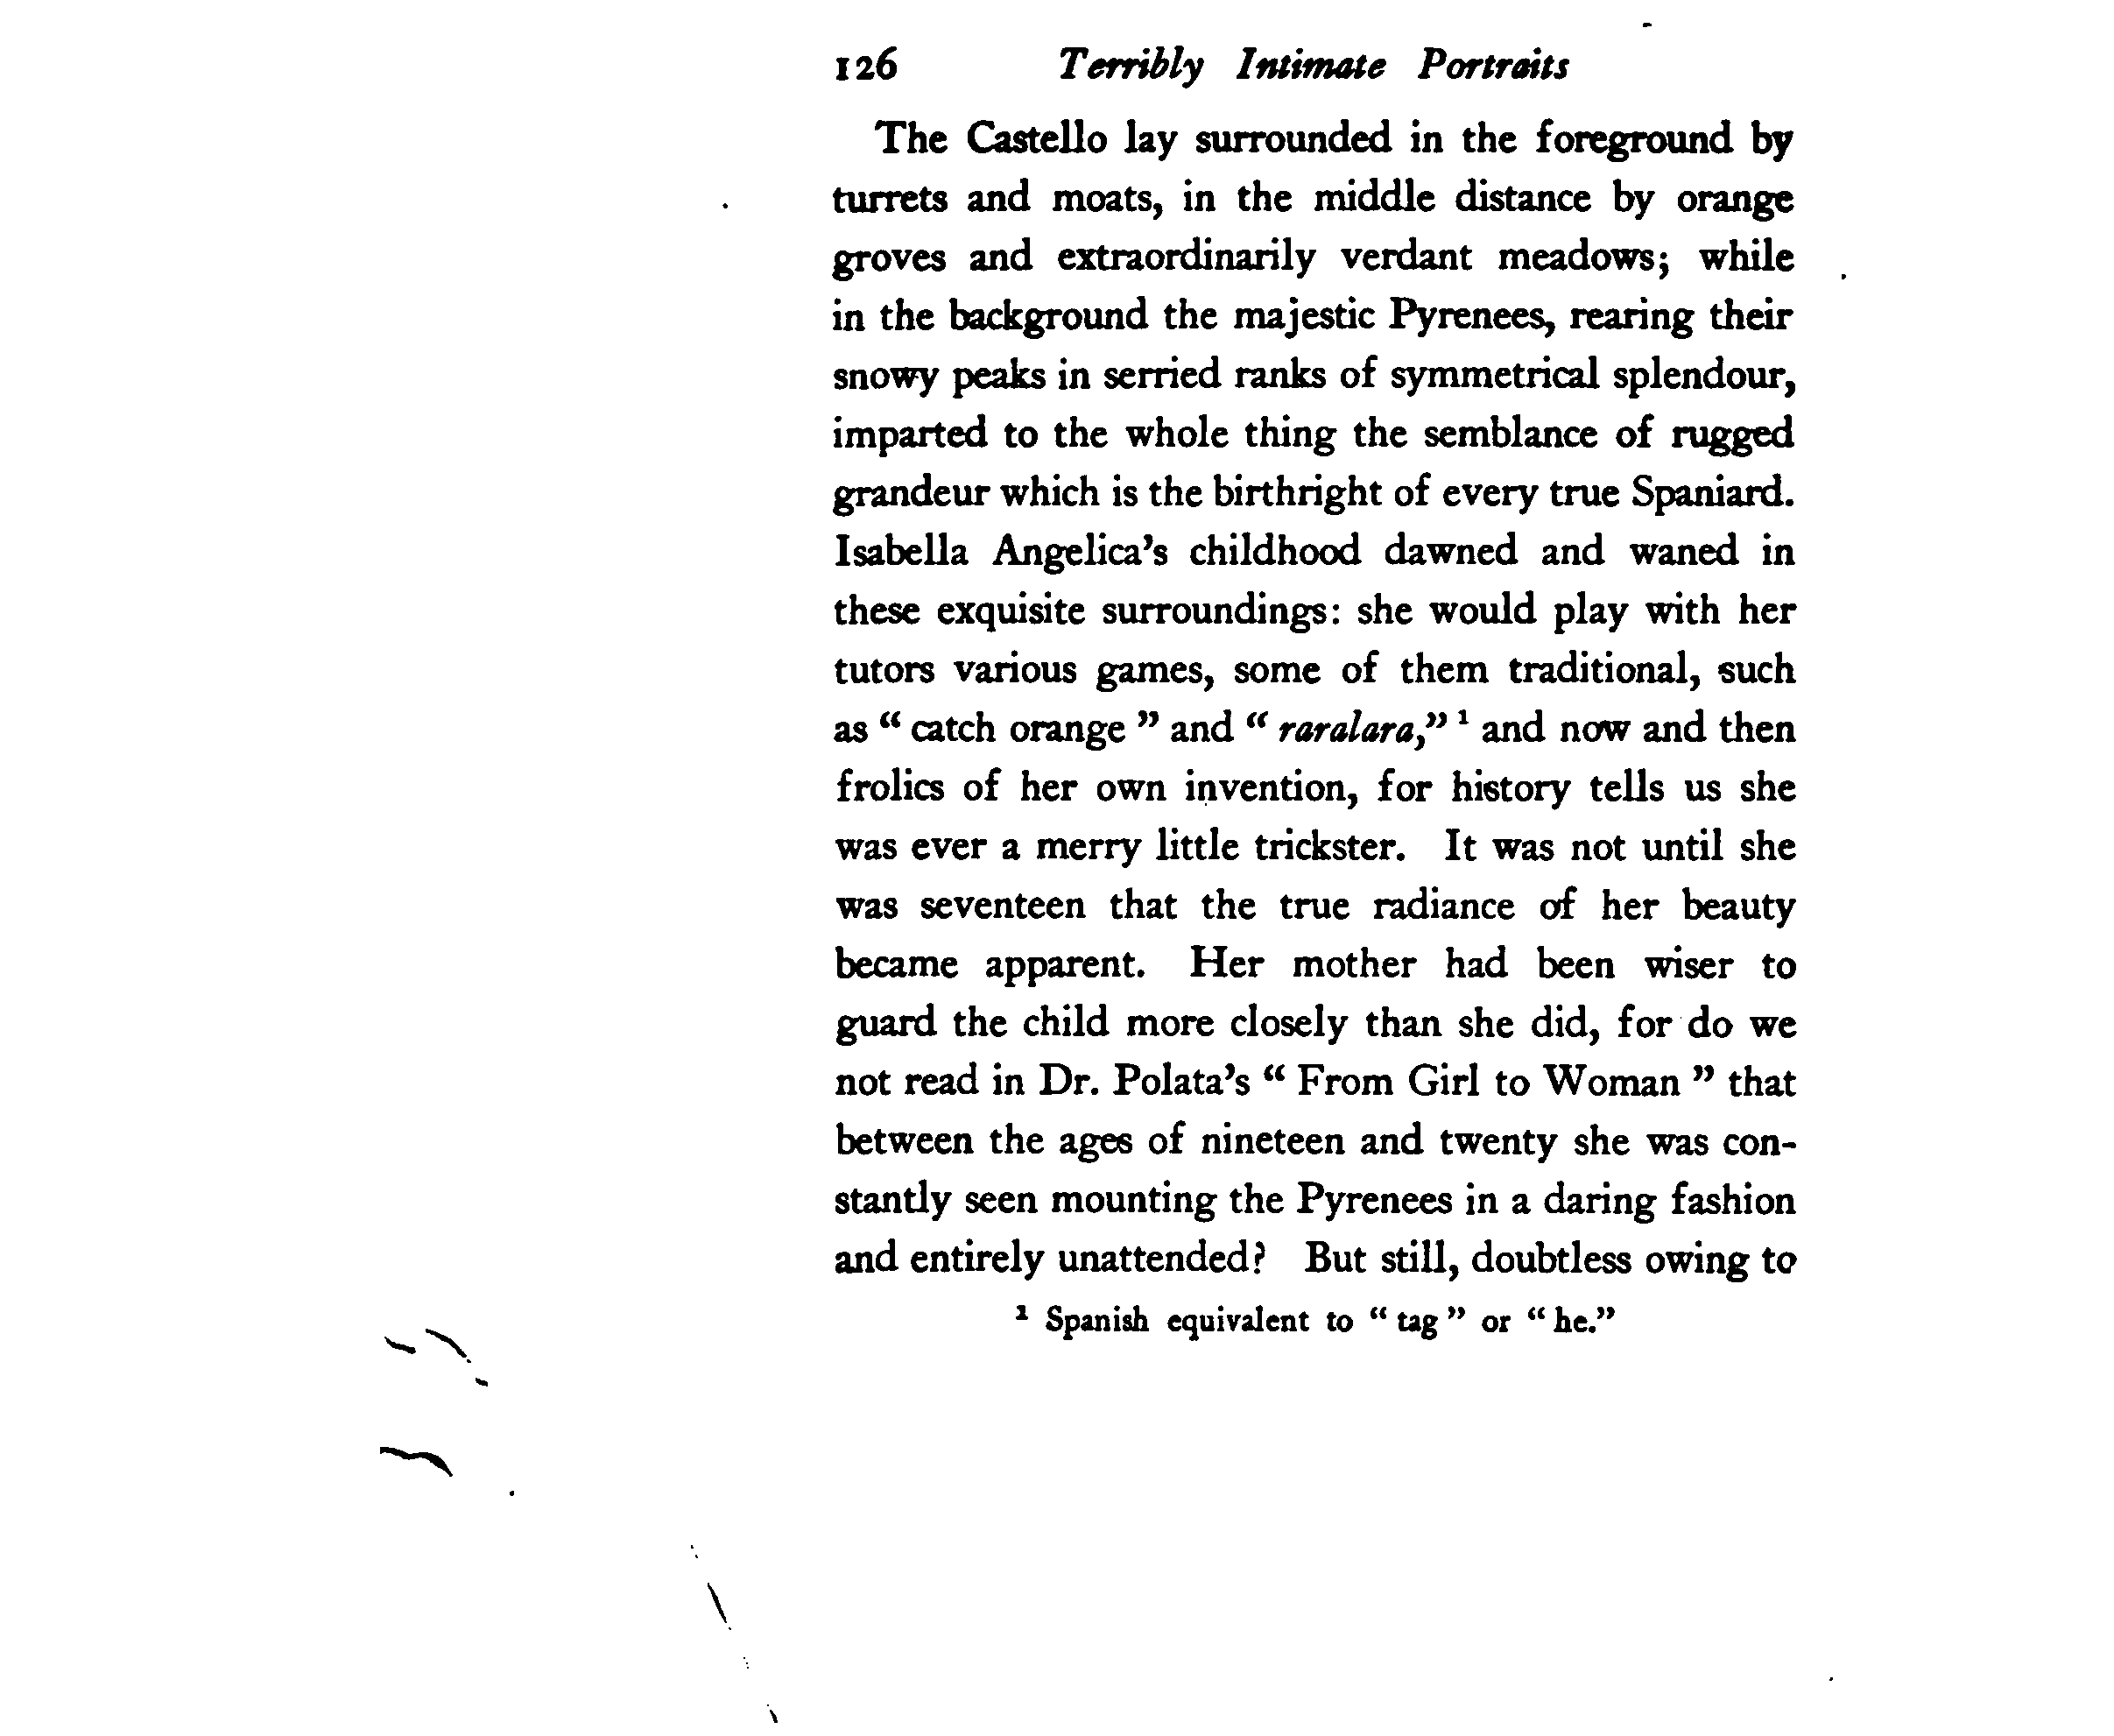 126 Terribly Intimate Portraits
The Castello lay surrounded in the foreground by
turrets and moats, in the middle distance by orange
groves and extraordinarily verdant meadows; while
in the background the majestic Pyrenees, rearing their
snowy peaks in serried ranks of symmetrical splendour,
imparted to the whole thing the semblance of rugged
grandeur which is the birthright of every true Spaniard.
Isabella Angelica's childhood dawned and waned in
these exquisite surroundings: she would play with her
tutors various games, some of them traditional, such
as " catch orange " and " raralara," ¹ and now and then
frolics of her own invention, for history tells us she
was ever a merry little trickster. It was not until she
was seventeen that the true radiance of her beauty
became apparent. Her mother had been wiser to
guard the child more closely than she did, for do we
not read in Dr. Polata's " From Girl to Woman " that
between the ages of nineteen and twenty she was con-
stantly seen mounting the Pyrenees in a daring fashion
and entirely unattended? But still, doubtless owing to
¹ Spanish equivalent to " tag " or " he."